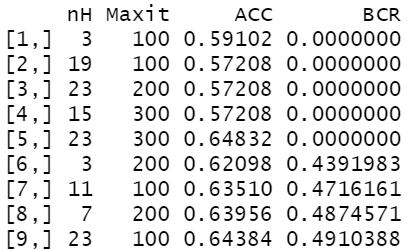 nH Maxit ACC BCR
[1,] 3 100 0.59102 0.0000000
[2,] 19 100 0.57208 0.0000000
[3,] 23 200 0.57208 0.0000000
[4,] 15 300 0.57208 0.0000000
[5,] 23 300 0.64832 0.0000000
[6,] 3 200 0.62098 0.4391983
[7,] 11 100 0.63510 0.4716161
[8,] 7 200 0.63956 0.4874571
[9,] 23 100 0.64384 0.4910388